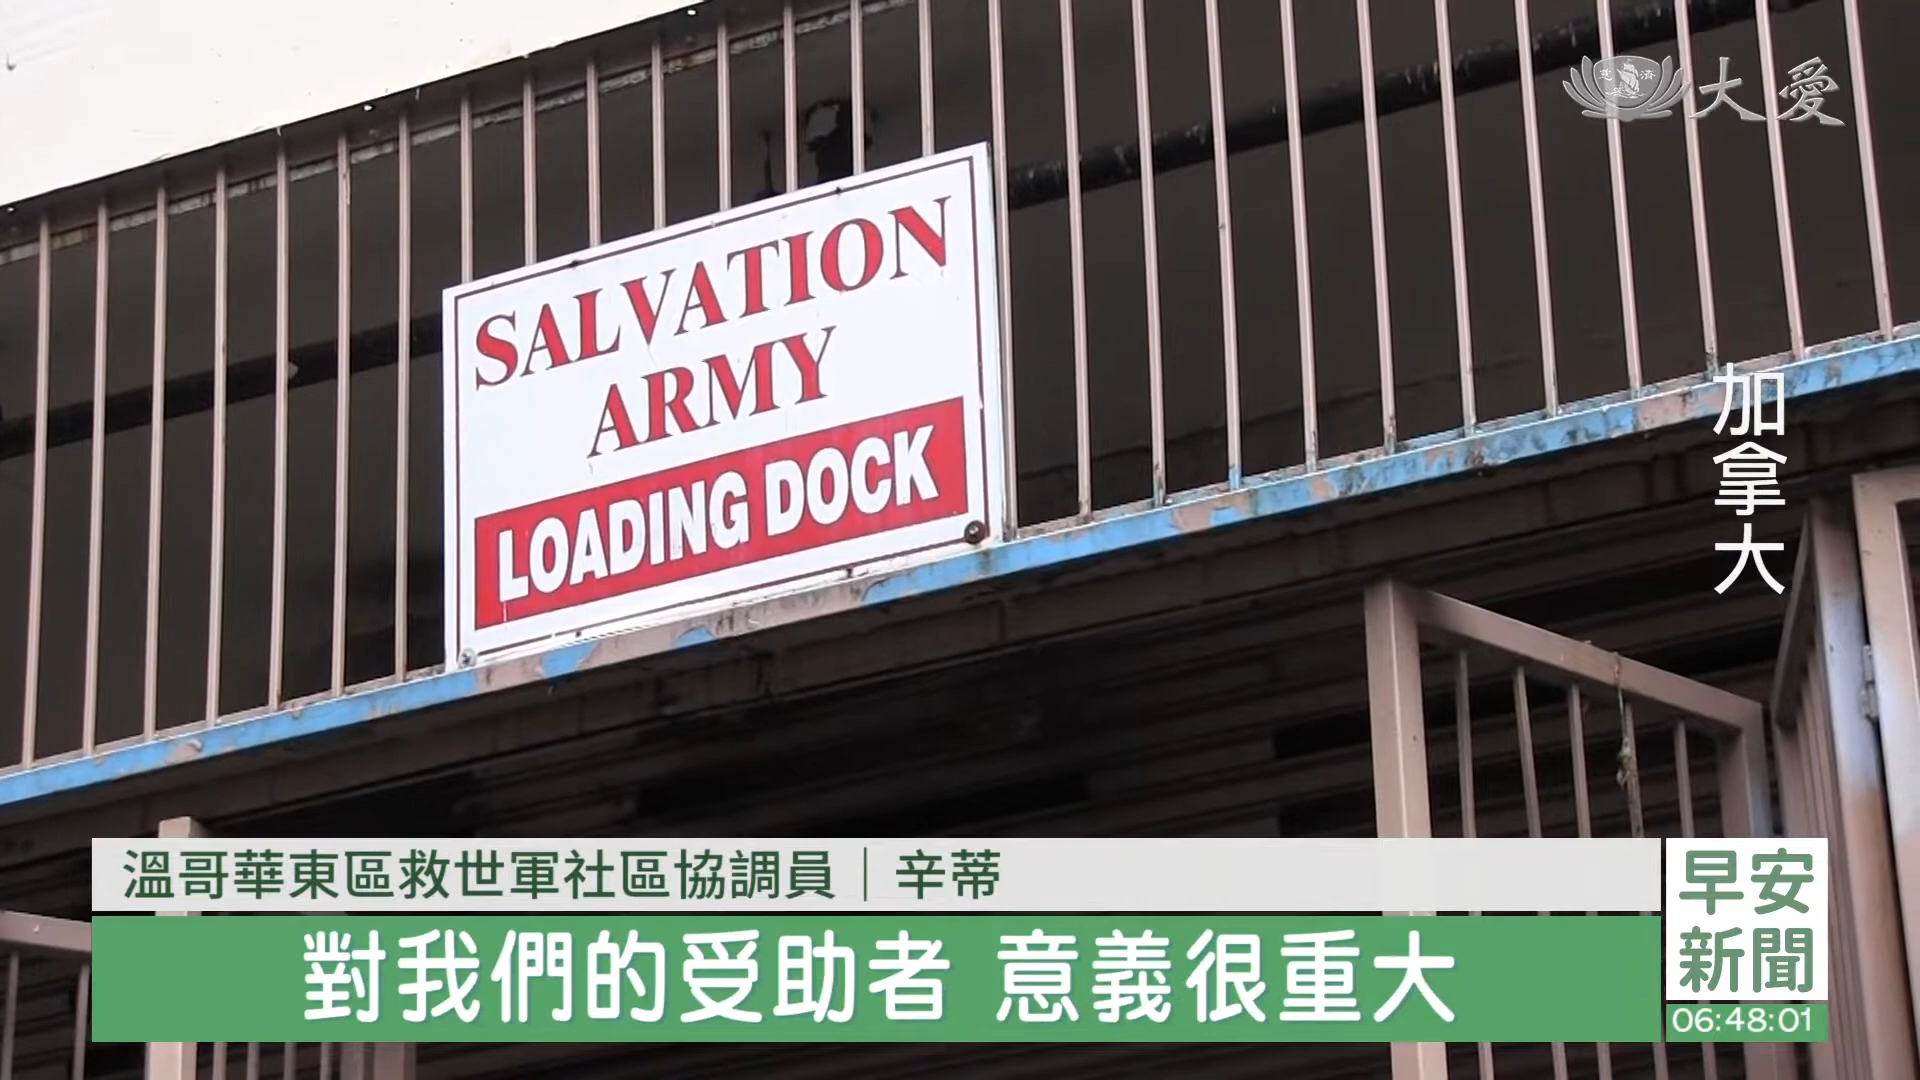 慈濟
大愛
SALVATION
ARMY
LOADING DOCK
加拿大
溫哥華東區救世軍社區協調員｜辛蒂
對我們的受助者 意義很重大
早安
新聞
06:48:01